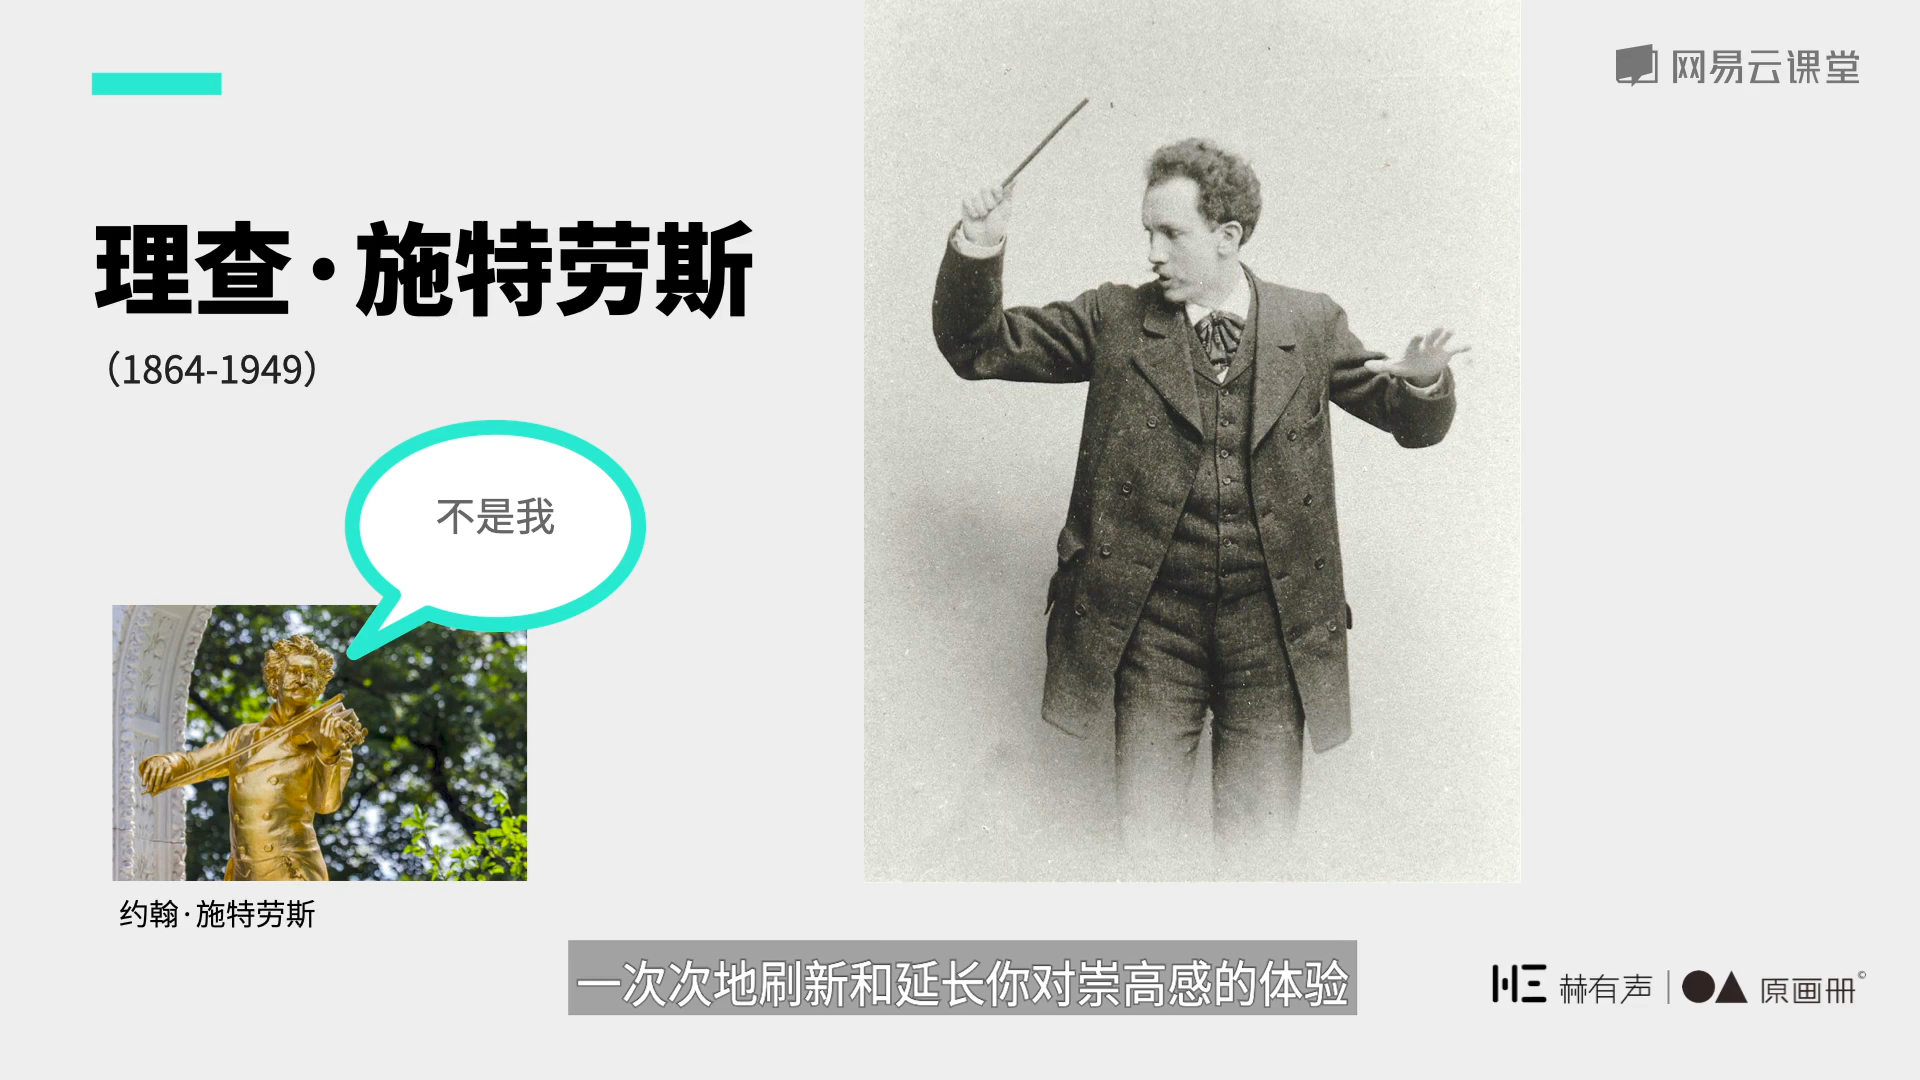 网易云课堂
理查·施特劳斯
（1864-1949）
不是我
约翰·施特劳斯
一次次地刷新和延长你对崇高感的体验
HE 赫有声 | 原画册©